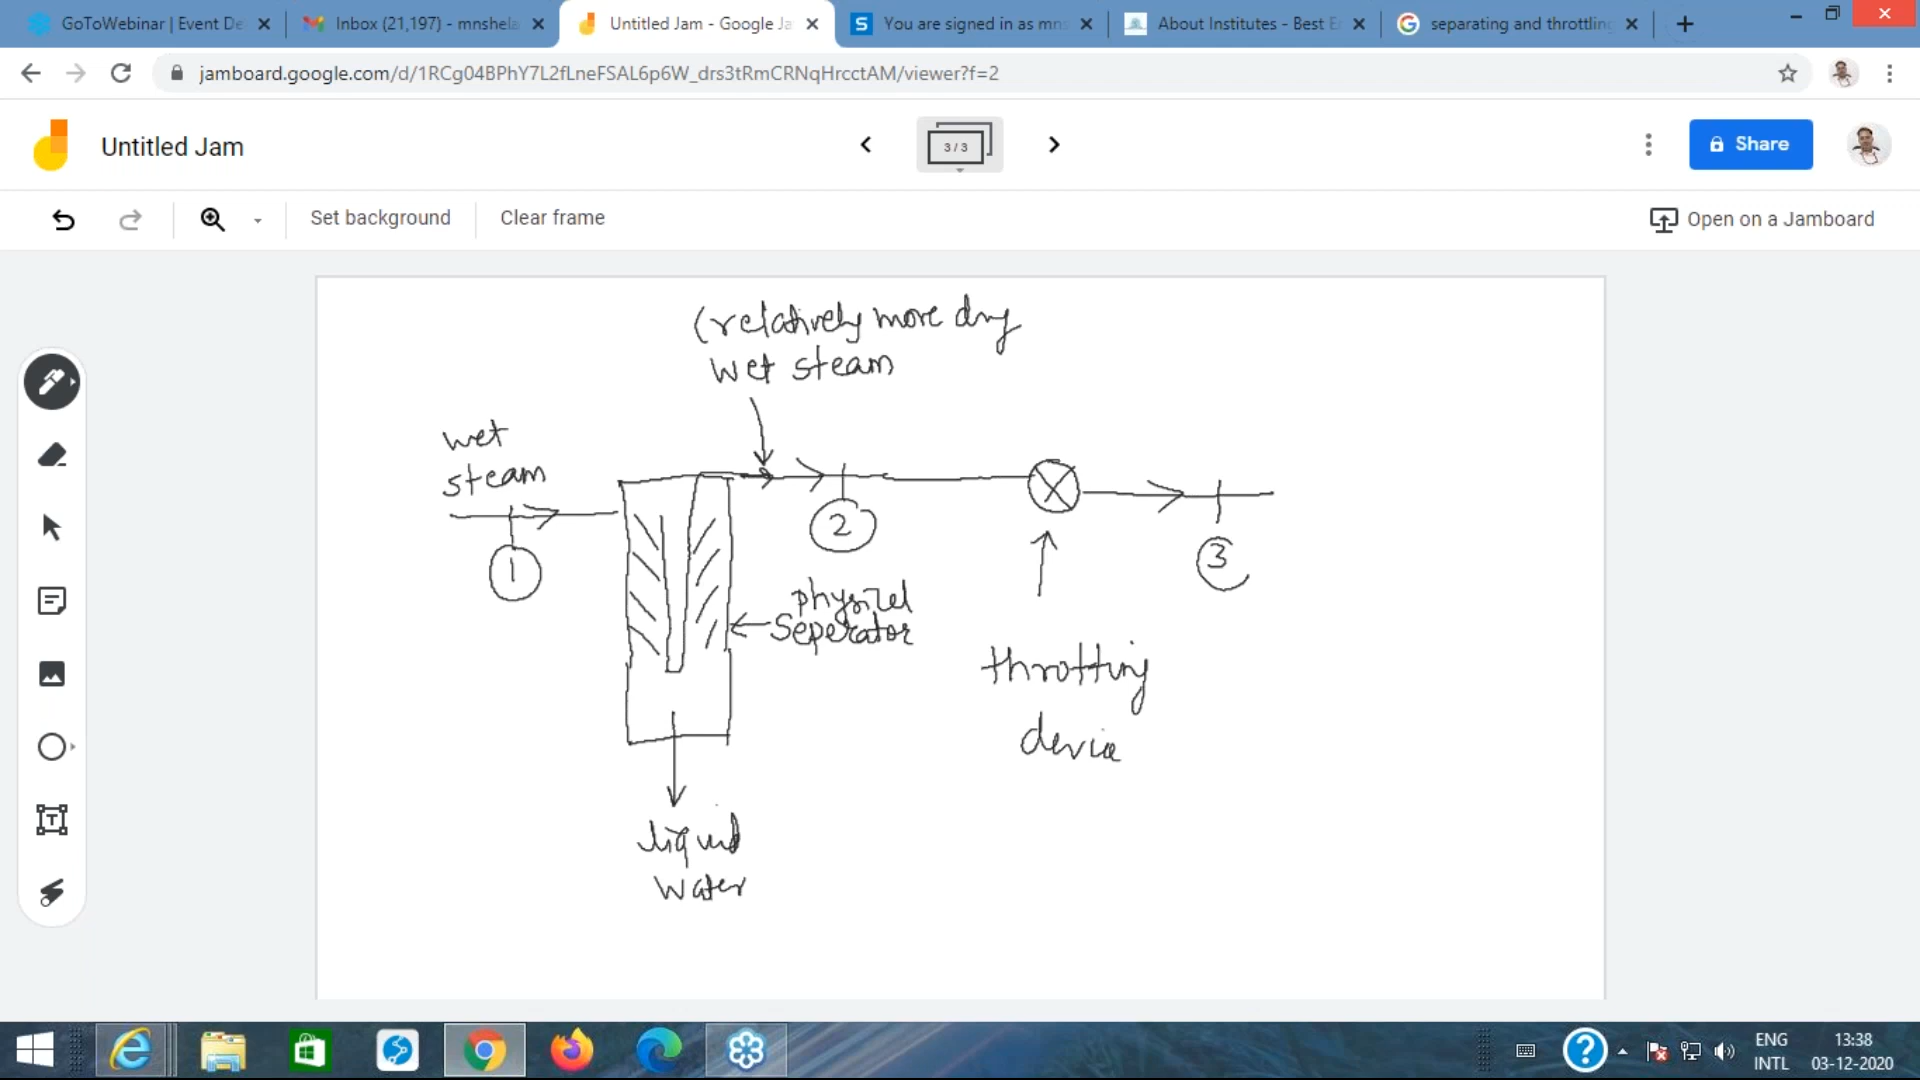 GoToWebinar | Event De
Inbox (21,197) - mnshela
Untitled Jam - Google Ja
You are signed in as mns
About Institutes - Best E
separating and throttling
jamboard.google.com/d/1RCg04BPhY7L2fLneFSAL6p6W_drs3tRmCRNqHrcctAM/viewer?f=2
Untitled Jam
3 / 3
Share
Set background
Clear frame
Open on a Jamboard
(relatively more dry
wet steam
wet
steam
1
2
3
physical
Seperator
throtting
device
liquid
water
ENG
INTL
13:38
03-12-2020